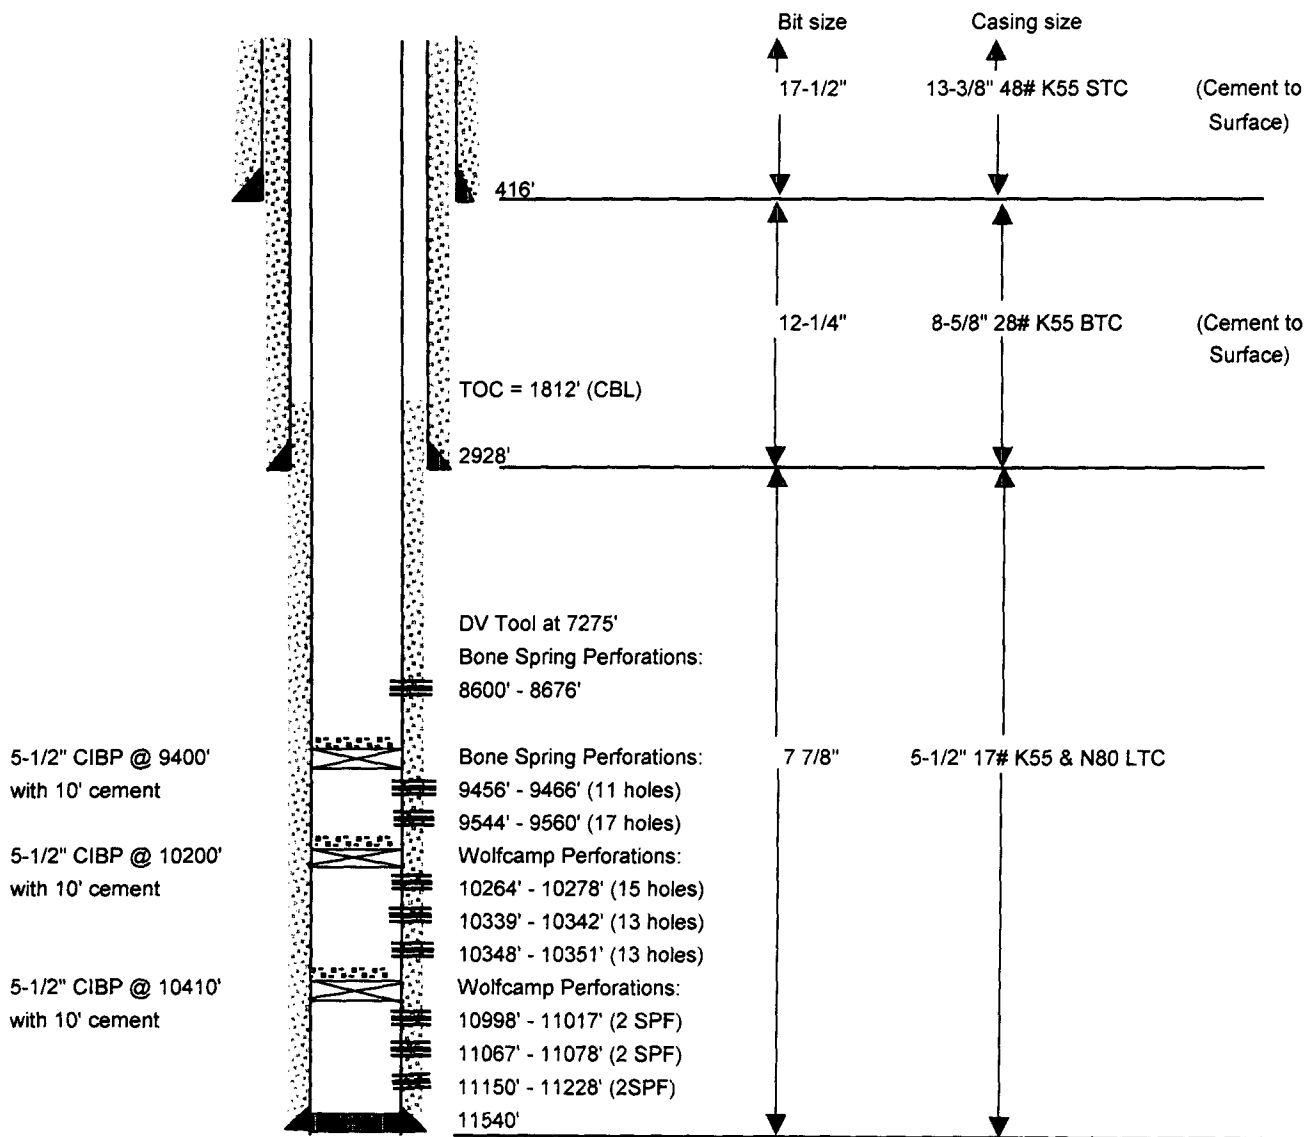 Bit size Casing size
17-1/2" 13-3/8" 48# K55 STC (Cement to
Surface)
416'
12-1/4" 8-5/8" 28# K55 BTC (Cement to
Surface)
TOC = 1812' (CBL)
2928'
DV Tool at 7275'
Bone Spring Perforations:
8600' - 8676'
5-1/2" CIBP @ 9400' Bone Spring Perforations: 7 7/8" 5-1/2" 17# K55 & N80 LTC
with 10' cement 9456' - 9466' (11 holes)
9544' - 9560' (17 holes)
5-1/2" CIBP @ 10200' Wolfcamp Perforations:
with 10' cement 10264' - 10278' (15 holes)
10339' - 10342' (13 holes)
10348' - 10351' (13 holes)
5-1/2" CIBP @ 10410' Wolfcamp Perforations:
with 10' cement 10998' - 11017' (2 SPF)
11067' - 11078' (2 SPF)
11150' - 11228' (2SPF)
11540'